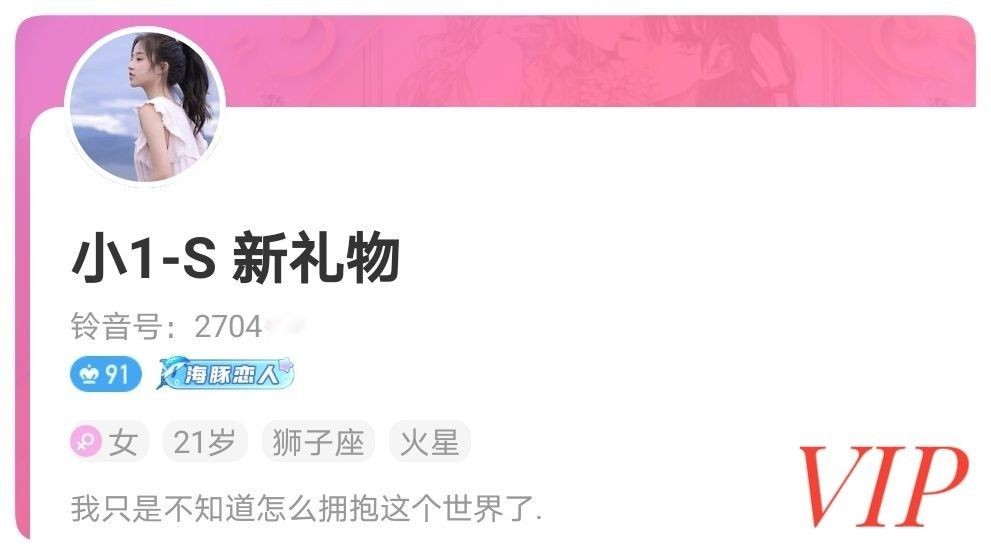 小1-S 新礼物
铃音号：2704
91 海豚恋人
女 21岁 狮子座 火星
我只是不知道怎么拥抱这个世界了.
VIP